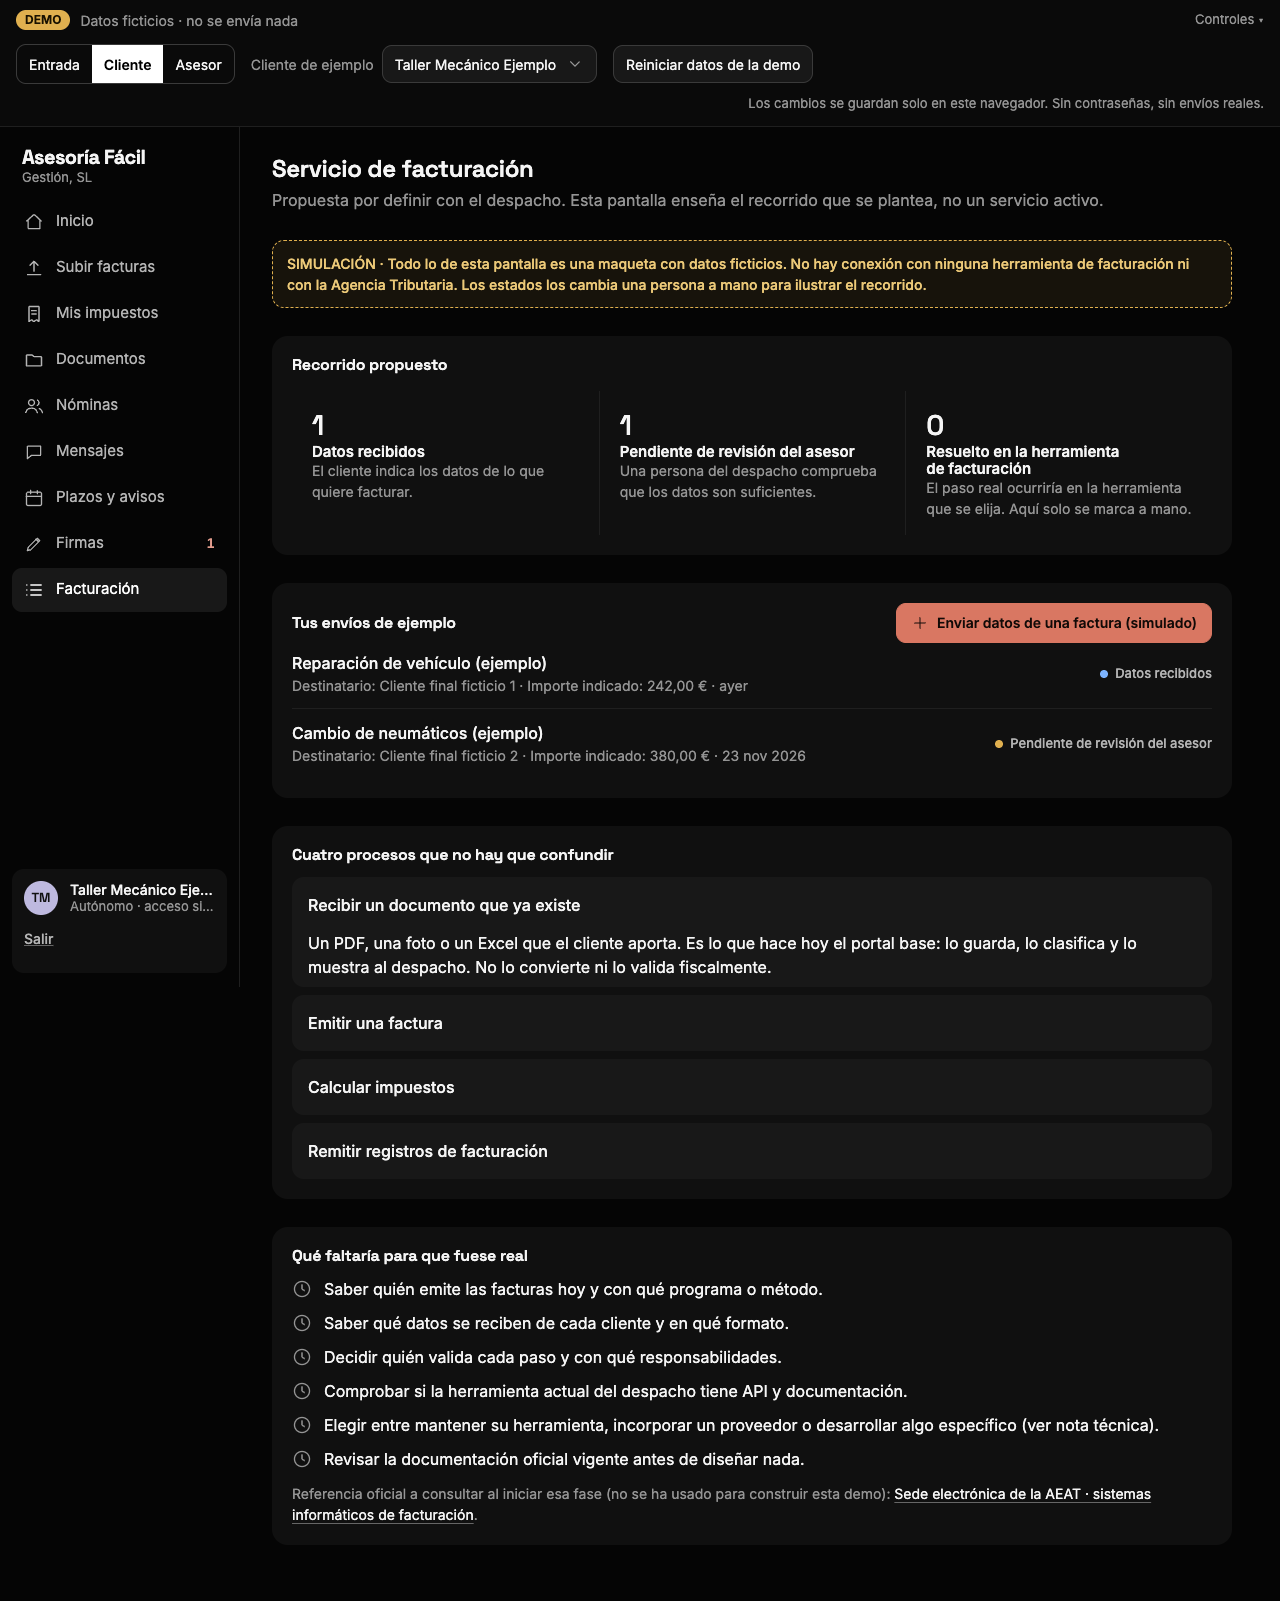 DEMO Datos ficticios · no se envía nada
Controles
Entrada Cliente Asesor Cliente de ejemplo Taller Mecánico Ejemplo Reiniciar datos de la demo
Los cambios se guardan solo en este navegador. Sin contraseñas, sin envíos reales.
Asesoría Fácil
Gestión, SL
Inicio
Subir facturas
Mis impuestos
Documentos
Nóminas
Mensajes
Plazos y avisos
Firmas 1
Facturación
TM Taller Mecánico Eje...
Autónomo · acceso si...
Salir
Servicio de facturación
Propuesta por definir con el despacho. Esta pantalla enseña el recorrido que se plantea, no un servicio activo.
SIMULACIÓN · Todo lo de esta pantalla es una maqueta con datos ficticios. No hay conexión con ninguna herramienta de facturación ni
con la Agencia Tributaria. Los estados los cambia una persona a mano para ilustrar el recorrido.
Recorrido propuesto
1
Datos recibidos
El cliente indica los datos de lo que
quiere facturar.
1
Pendiente de revisión del asesor
Una persona del despacho comprueba
que los datos son suficientes.
0
Resuelto en la herramienta
de facturación
El paso real ocurriría en la herramienta
que se elija. Aquí solo se marca a mano.
Tus envíos de ejemplo
Enviar datos de una factura (simulado)
Reparación de vehículo (ejemplo)
Destinatario: Cliente final ficticio 1 · Importe indicado: 242,00 € · ayer
Datos recibidos
Cambio de neumáticos (ejemplo)
Destinatario: Cliente final ficticio 2 · Importe indicado: 380,00 € · 23 nov 2026
Pendiente de revisión del asesor
Cuatro procesos que no hay que confundir
Recibir un documento que ya existe
Un PDF, una foto o un Excel que el cliente aporta. Es lo que hace hoy el portal base: lo guarda, lo clasifica y lo
muestra al despacho. No lo convierte ni lo valida fiscalmente.
Emitir una factura
Calcular impuestos
Remitir registros de facturación
Qué faltaría para que fuese real
Saber quién emite las facturas hoy y con qué programa o método.
Saber qué datos se reciben de cada cliente y en qué formato.
Decidir quién valida cada paso y con qué responsabilidades.
Comprobar si la herramienta actual del despacho tiene API y documentación.
Elegir entre mantener su herramienta, incorporar un proveedor o desarrollar algo específico (ver nota técnica).
Revisar la documentación oficial vigente antes de diseñar nada.
Referencia oficial a consultar al iniciar esa fase (no se ha usado para construir esta demo): Sede electrónica de la AEAT · sistemas
informáticos de facturación.